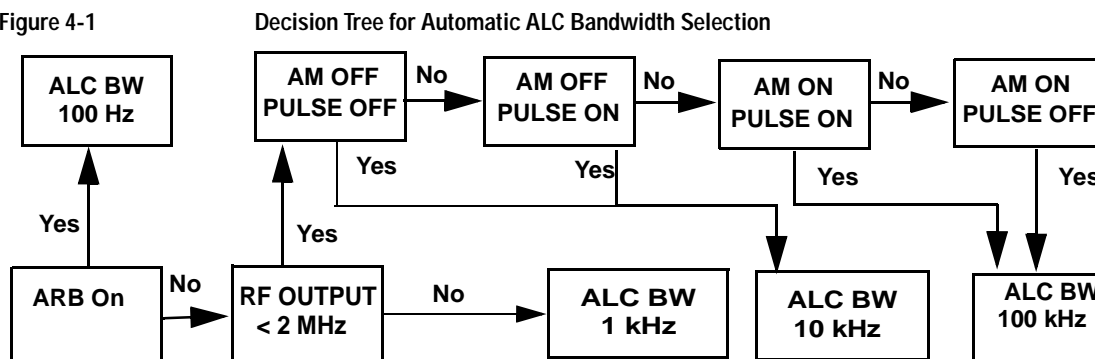 Figure 4-1
Decision Tree for Automatic ALC Bandwidth Selection
ALC BW
100 Hz
AM OFF
PULSE OFF
No
AM OFF
PULSE ON
No
AM ON
PULSE ON
No
AM ON
PULSE OFF
Yes
Yes
Yes
Yes
Yes
Yes
ARB On
No
RF OUTPUT
< 2 MHz
No
ALC BW
1 kHz
ALC BW
10 kHz
ALC BW
100 kHz